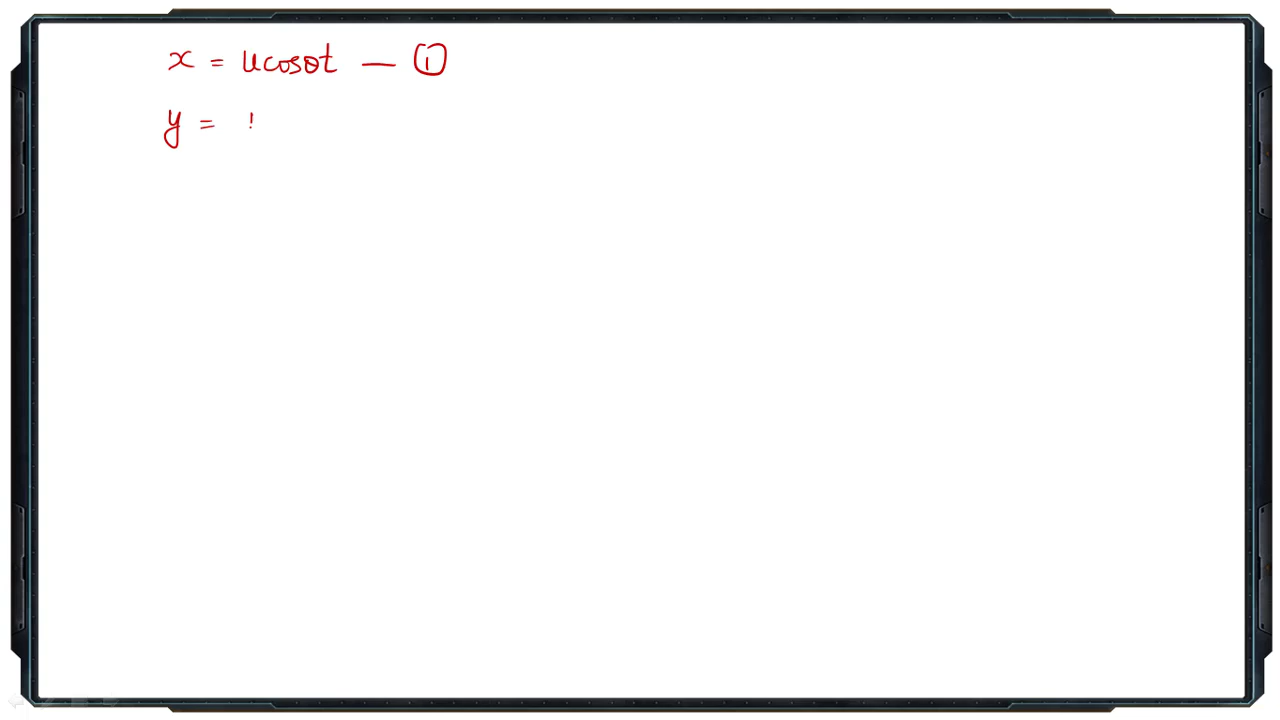 x = ucosθt — ①
y =